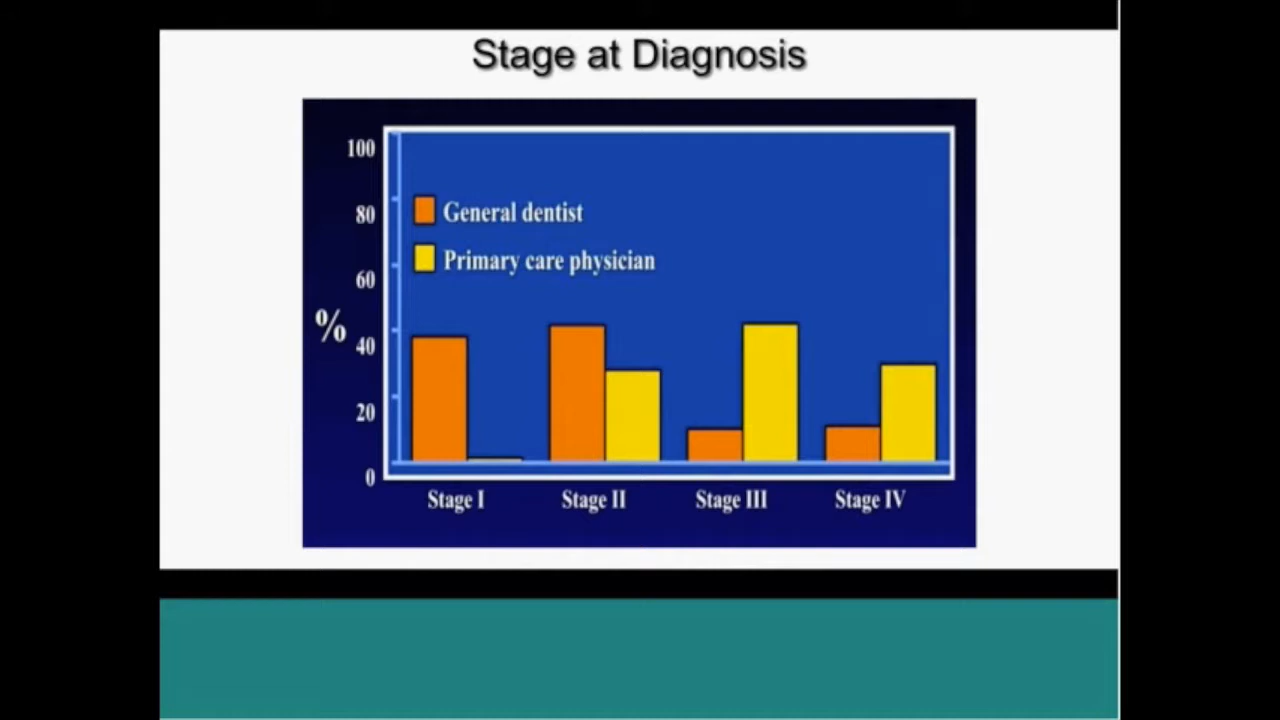 Stage at Diagnosis
100
80
60
40
20
0
%
General dentist
Primary care physician
Stage I
Stage II
Stage III
Stage IV